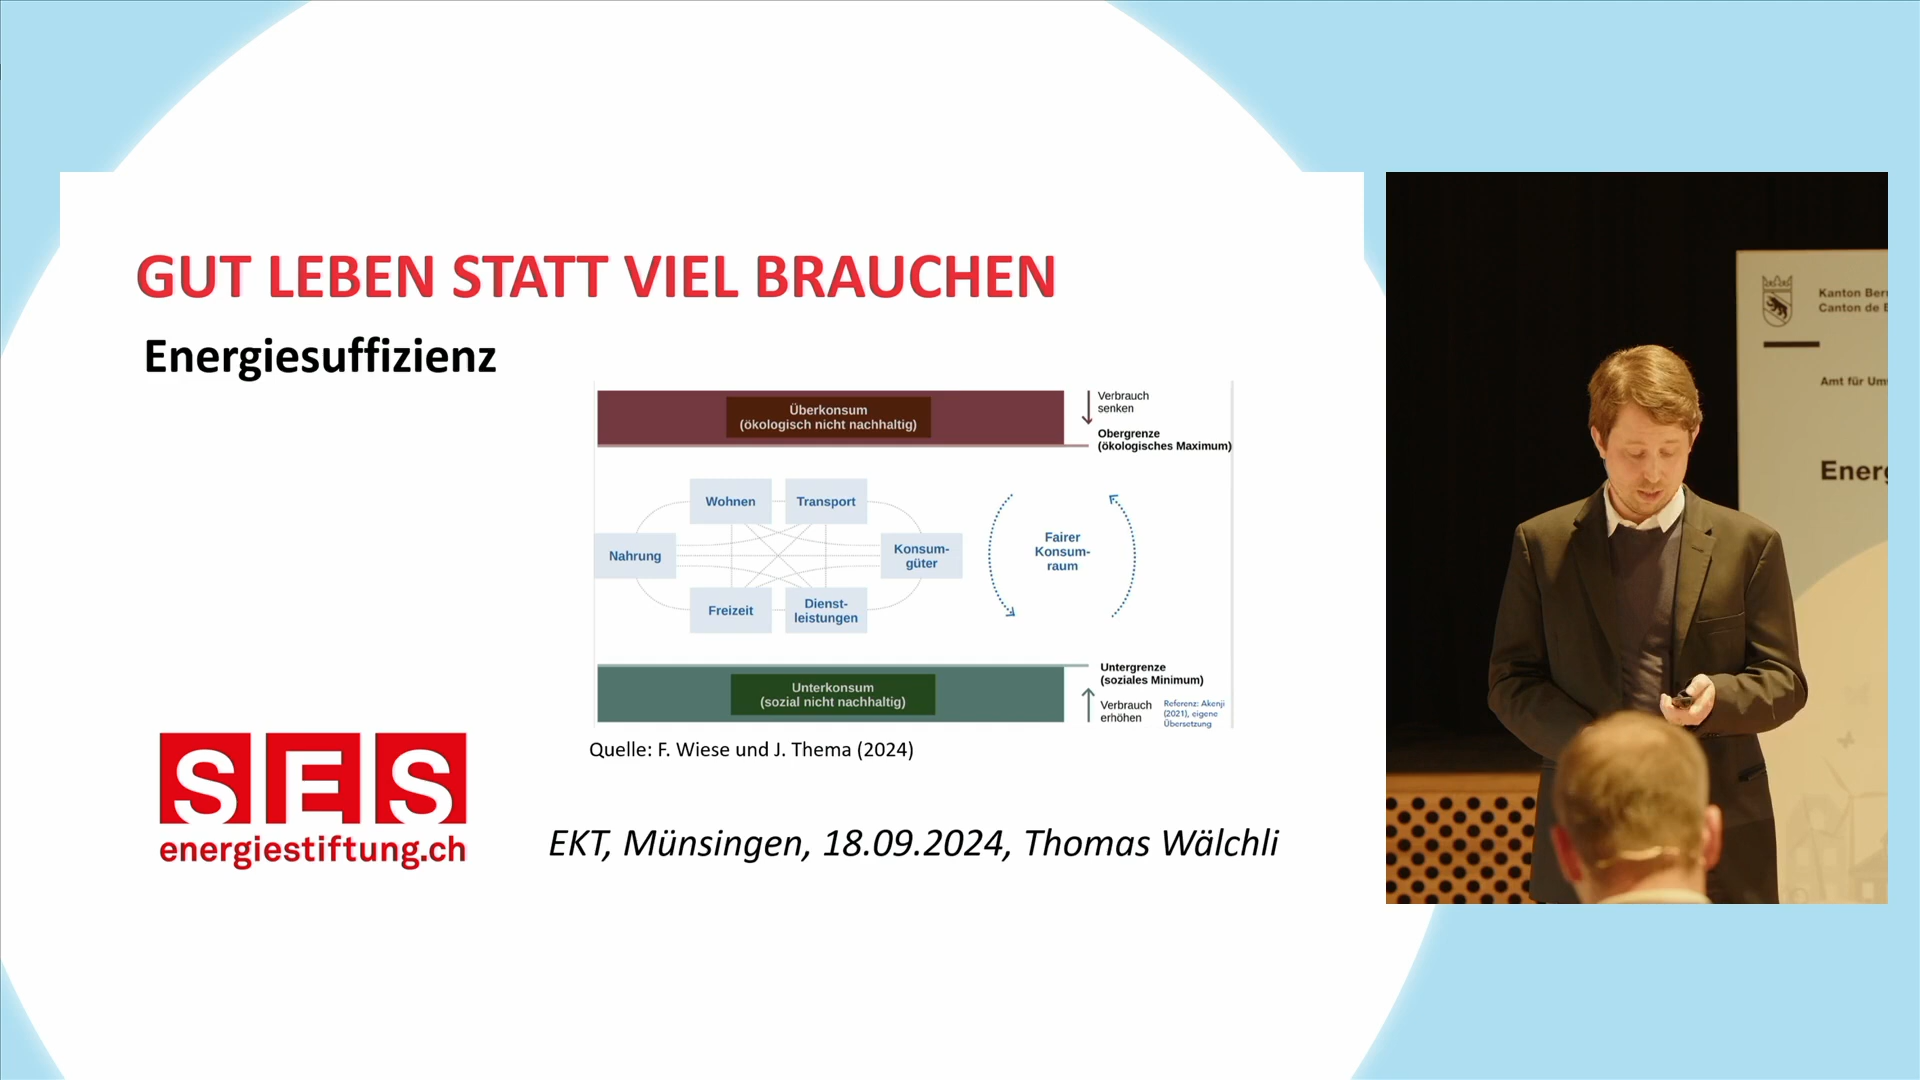 GUT LEBEN STATT VIEL BRAUCHEN
Energiesuffizienz
Überkonsum
(ökologisch nicht nachhaltig)
Verbrauch
senken
Obergrenze
(ökologisches Maximum)
Wohnen
Transport
Nahrung
Konsum-
güter
Freizeit
Dienst-
leistungen
Fairer
Konsum-
raum
Unterkonsum
(sozial nicht nachhaltig)
Untergrenze
(soziales Minimum)
Verbrauch
erhöhen
Referenz: Akenji
(2021), eigene
Übersetzung
Quelle: F. Wiese und J. Thema (2024)
SES
energiestiftung.ch
EKT, Münsingen, 18.09.2024, Thomas Wälchli
Kanton Ber
Canton de
Amt für Um
Ener